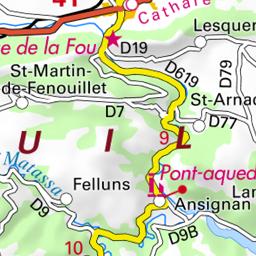 41
Cathare
Lesquer
e de la Fou
D19
D619
D79
St-Martin-
de-Fenouillet
St-Arnac
D7
D77
U I L
9
Matassa
Pont-aqued
Felluns
Lan
Ansignan
D9
D9B
10